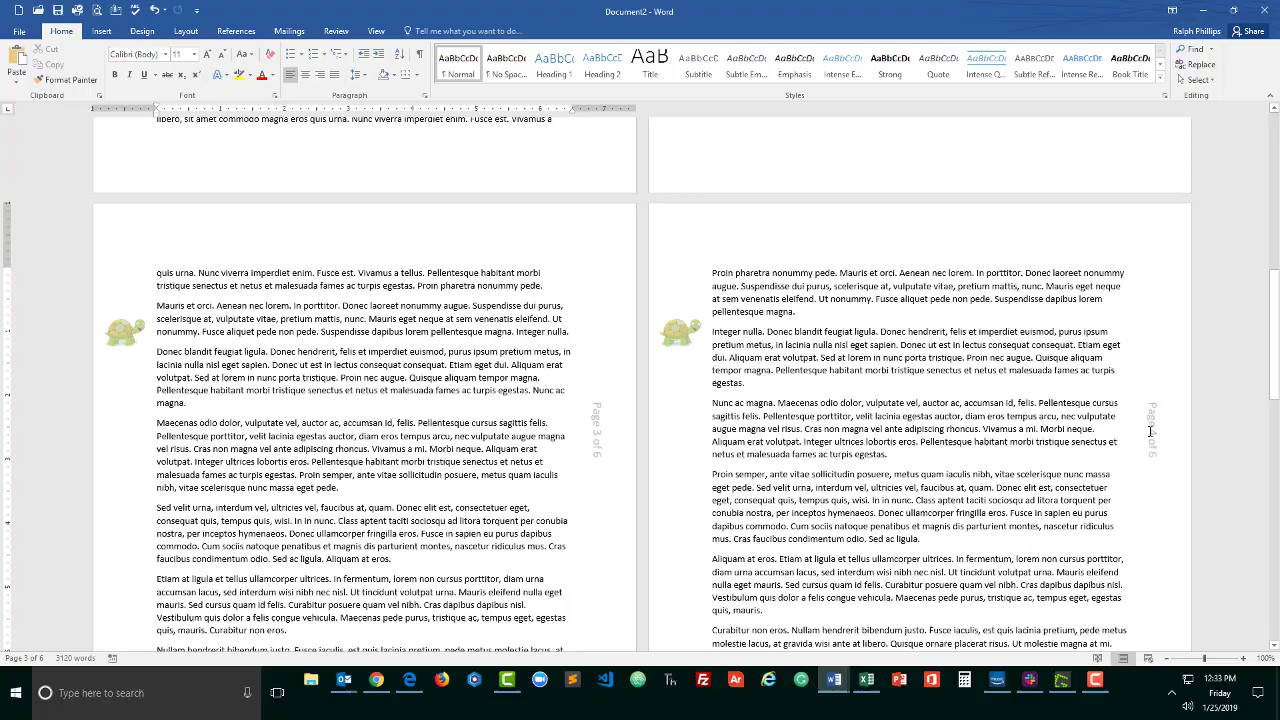 Document2 - Word
File
Home
Insert
Design
Layout
References
Mailings
Review
View
Tell me what you want to do...
Ralph Phillips
Share
Paste
Cut
Copy
Format Painter
Clipboard
Calibri (Body)
11
Font
Paragraph
AaBbCcDc
¶ Normal
AaBbCcDc
¶ No Spac...
AaBbCc
Heading 1
AaBbCcC
Heading 2
AaB
Title
AaBbCcC
Subtitle
AaBbCcDc
Subtle Em...
AaBbCcDc
Emphasis
AaBbCcDc
Intense E...
AaBbCcDc
Strong
AaBbCcDc
Quote
AaBbCcDc
Intense Q...
AaBbCcDc
Subtle Ref...
AaBbCcDc
Intense Re...
AaBbCcDc
Book Title
Styles
Find
Replace
Select
Editing
libero, sit amet commodo magna eros quis urna. Nunc viverra imperdiet enim. Fusce est. Vivamus a
quis urna. Nunc viverra imperdiet enim. Fusce est. Vivamus a tellus. Pellentesque habitant morbi
tristique senectus et netus et malesuada fames ac turpis egestas. Proin pharetra nonummy pede.
Mauris et orci. Aenean nec lorem. In porttitor. Donec laoreet nonummy augue. Suspendisse dui purus,
scelerisque at, vulputate vitae, pretium mattis, nunc. Mauris eget neque at sem venenatis eleifend. Ut
nonummy. Fusce aliquet pede non pede. Suspendisse dapibus lorem pellentesque magna. Integer nulla.
Donec blandit feugiat ligula. Donec hendrerit, felis et imperdiet euismod, purus ipsum pretium metus, in
lacinia nulla nisl eget sapien. Donec ut est in lectus consequat consequat. Etiam eget dui. Aliquam erat
volutpat. Sed at lorem in nunc porta tristique. Proin nec augue. Quisque aliquam tempor magna.
Pellentesque habitant morbi tristique senectus et netus et malesuada fames ac turpis egestas. Nunc ac
magna.
Maecenas odio dolor, vulputate vel, auctor ac, accumsan id, felis. Pellentesque cursus sagittis felis.
Pellentesque porttitor, velit lacinia egestas auctor, diam eros tempus arcu, nec vulputate augue magna
vel risus. Cras non magna vel ante adipiscing rhoncus. Vivamus a mi. Morbi neque. Aliquam erat
volutpat. Integer ultrices lobortis eros. Pellentesque habitant morbi tristique senectus et netus et
malesuada fames ac turpis egestas. Proin semper, ante vitae sollicitudin posuere, metus quam iaculis
nibh, vitae scelerisque nunc massa eget pede.
Sed velit urna, interdum vel, ultricies vel, faucibus at, quam. Donec elit est, consectetuer eget,
consequat quis, tempus quis, wisi. In in nunc. Class aptent taciti sociosqu ad litora torquent per conubia
nostra, per inceptos hymenaeos. Donec ullamcorper fringilla eros. Fusce in sapien eu purus dapibus
commodo. Cum sociis natoque penatibus et magnis dis parturient montes, nascetur ridiculus mus. Cras
faucibus condimentum odio. Sed ac ligula. Aliquam at eros.
Etiam at ligula et tellus ullamcorper ultrices. In fermentum, lorem non cursus porttitor, diam urna
accumsan lacus, sed interdum wisi nibh nec nisl. Ut tincidunt volutpat urna. Mauris eleifend nulla eget
mauris. Sed cursus quam id felis. Curabitur posuere quam vel nibh. Cras dapibus dapibus nisl.
Vestibulum quis dolor a felis congue vehicula. Maecenas pede purus, tristique ac, tempus eget, egestas
quis, mauris. Curabitur non eros.
Nullam hendrerit bibendum justo. Fusce iaculis, est quis lacinia pretium, pede metus molestie lacus, at
Page 3 of 6
Proin pharetra nonummy pede. Mauris et orci. Aenean nec lorem. In porttitor. Donec laoreet nonummy
augue. Suspendisse dui purus, scelerisque at, vulputate vitae, pretium mattis, nunc. Mauris eget neque
at sem venenatis eleifend. Ut nonummy. Fusce aliquet pede non pede. Suspendisse dapibus lorem
pellentesque magna.
Integer nulla. Donec blandit feugiat ligula. Donec hendrerit, felis et imperdiet euismod, purus ipsum
pretium metus, in lacinia nulla nisl eget sapien. Donec ut est in lectus consequat consequat. Etiam eget
dui. Aliquam erat volutpat. Sed at lorem in nunc porta tristique. Proin nec augue. Quisque aliquam
tempor magna. Pellentesque habitant morbi tristique senectus et netus et malesuada fames ac turpis
egestas.
Nunc ac magna. Maecenas odio dolor, vulputate vel, auctor ac, accumsan id, felis. Pellentesque cursus
sagittis felis. Pellentesque porttitor, velit lacinia egestas auctor, diam eros tempus arcu, nec vulputate
augue magna vel risus. Cras non magna vel ante adipiscing rhoncus. Vivamus a mi. Morbi neque.
Aliquam erat volutpat. Integer ultrices lobortis eros. Pellentesque habitant morbi tristique senectus et
netus et malesuada fames ac turpis egestas.
Proin semper, ante vitae sollicitudin posuere, metus quam iaculis nibh, vitae scelerisque nunc massa
eget pede. Sed velit urna, interdum vel, ultricies vel, faucibus at, quam. Donec elit est, consectetuer
eget, consequat quis, tempus quis, wisi. In in nunc. Class aptent taciti sociosqu ad litora torquent per
conubia nostra, per inceptos hymenaeos. Donec ullamcorper fringilla eros. Fusce in sapien eu purus
dapibus commodo. Cum sociis natoque penatibus et magnis dis parturient montes, nascetur ridiculus
mus. Cras faucibus condimentum odio. Sed ac ligula.
Aliquam at eros. Etiam at ligula et tellus ullamcorper ultrices. In fermentum, lorem non cursus porttitor,
diam urna accumsan lacus, sed interdum wisi nibh nec nisl. Ut tincidunt volutpat urna. Mauris eleifend
nulla eget mauris. Sed cursus quam id felis. Curabitur posuere quam vel nibh. Cras dapibus dapibus nisl.
Vestibulum quis dolor a felis congue vehicula. Maecenas pede purus, tristique ac, tempus eget, egestas
quis, mauris.
Curabitur non eros. Nullam hendrerit bibendum justo. Fusce iaculis, est quis lacinia pretium, pede metus
molestie lacus, at gravida wisi ante at libero. Quisque ornare placerat risus. Ut molestie magna at mi.
Page of 6
Page 3 of 6
3120 words
100%
Type here to search
12:33 PM
Friday
1/25/2019